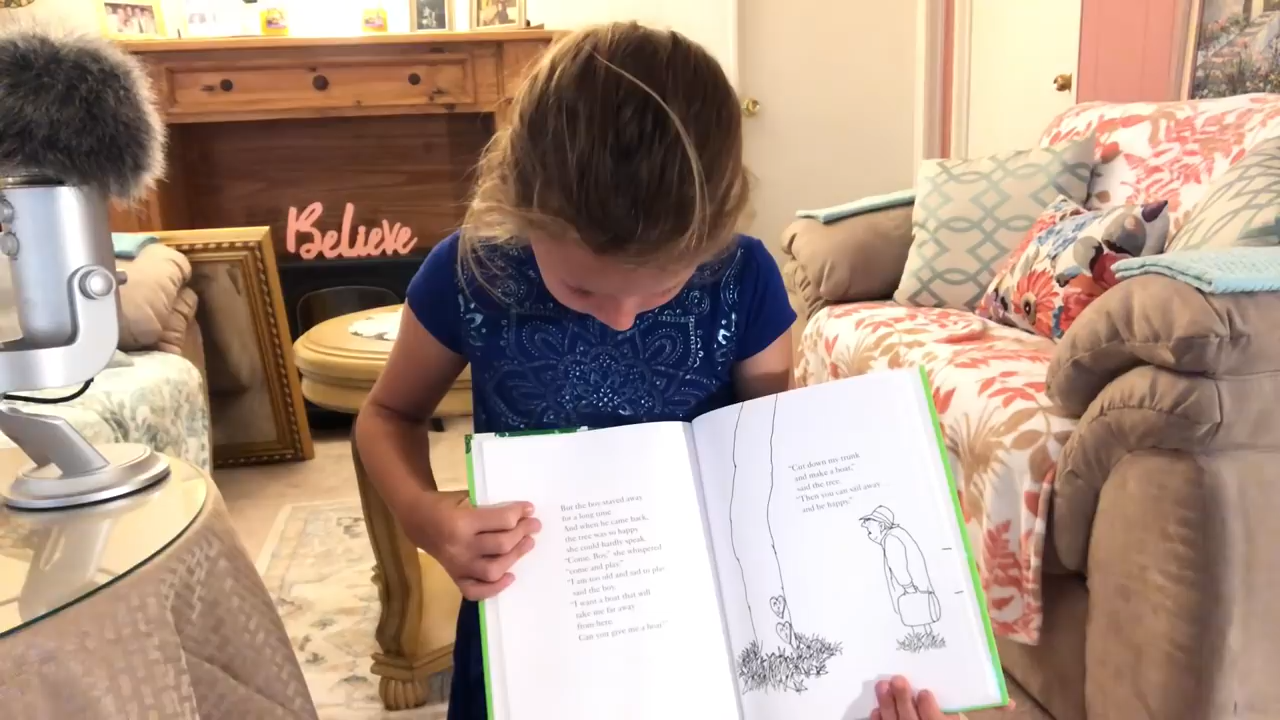 Believe
But the boy stayed away
for a long time.
And when he came back,
the tree was so happy
she could hardly speak.
"Come, Boy," she whispered,
"come and play."
"I am too old and sad to play,"
said the boy.
"I want a boat that will
take me far away
from here.
Can you give me a boat?"
"Cut down my trunk
and make a boat,"
said the tree.
"Then you can sail away . . .
and be happy."